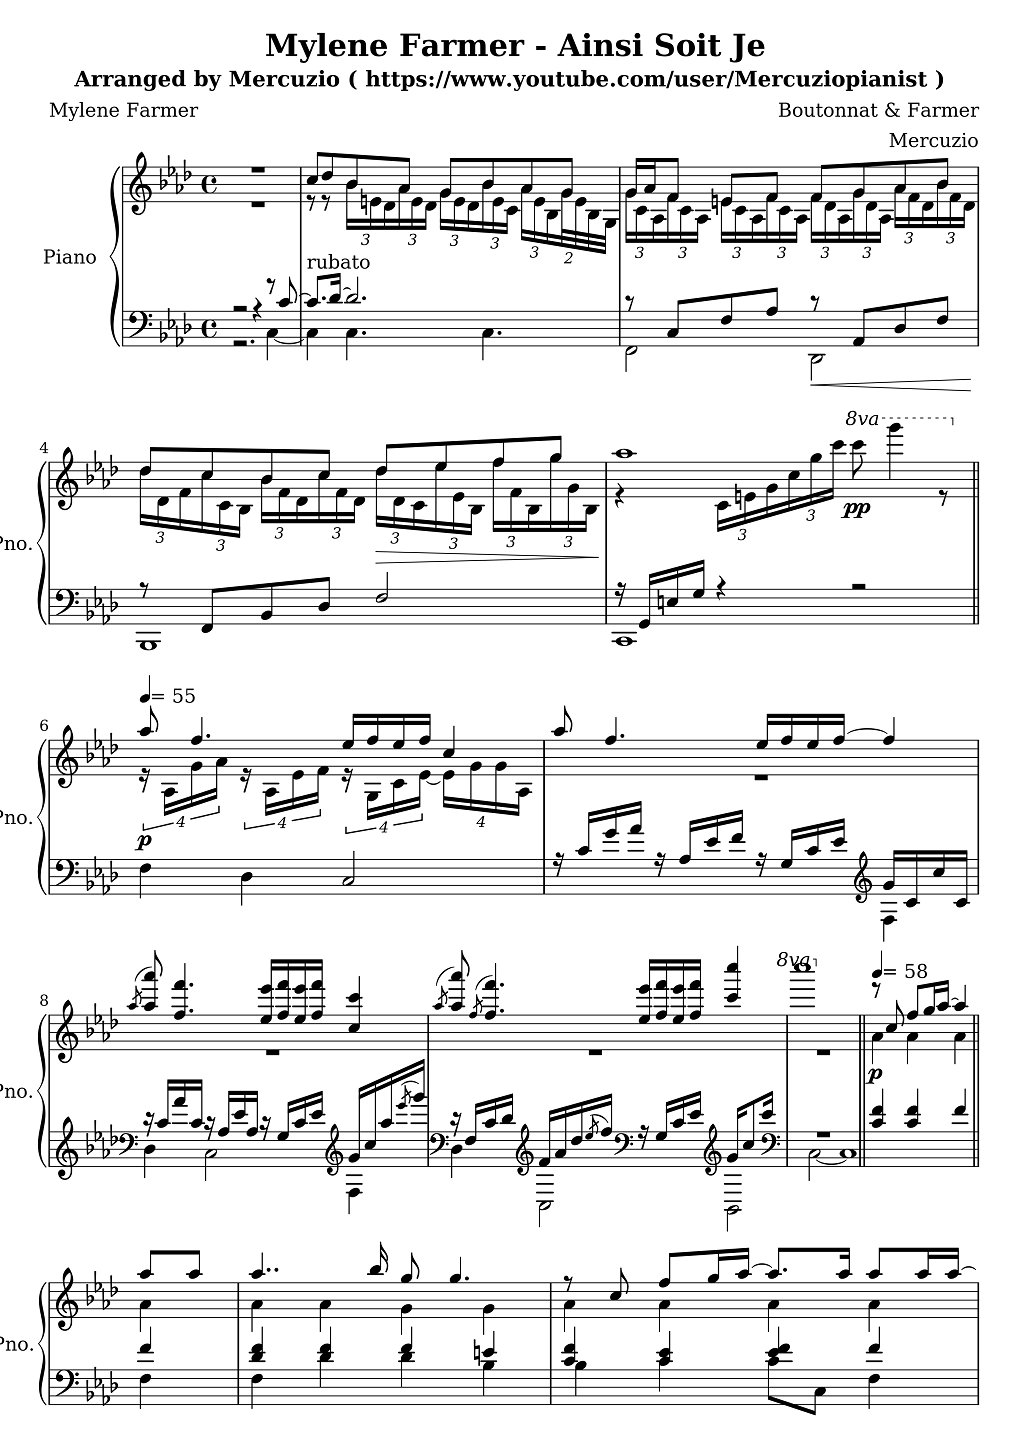 Mylene Farmer - Ainsi Soit Je
Arranged by Mercuzio ( https://www.youtube.com/user/Mercuziopianist )
Mylene Farmer
Boutonnat & Farmer
Mercuzio
Piano
rubato
3 3 3 3 3 2 3 3 3 3 3 3 3 3
4
8va
pp
Pno.
3 3 3 3 3 3 3 3 3 3
= 55
6
4 4 4 4
p
Pno.
8
8va
= 58
p
Pno.
Pno.